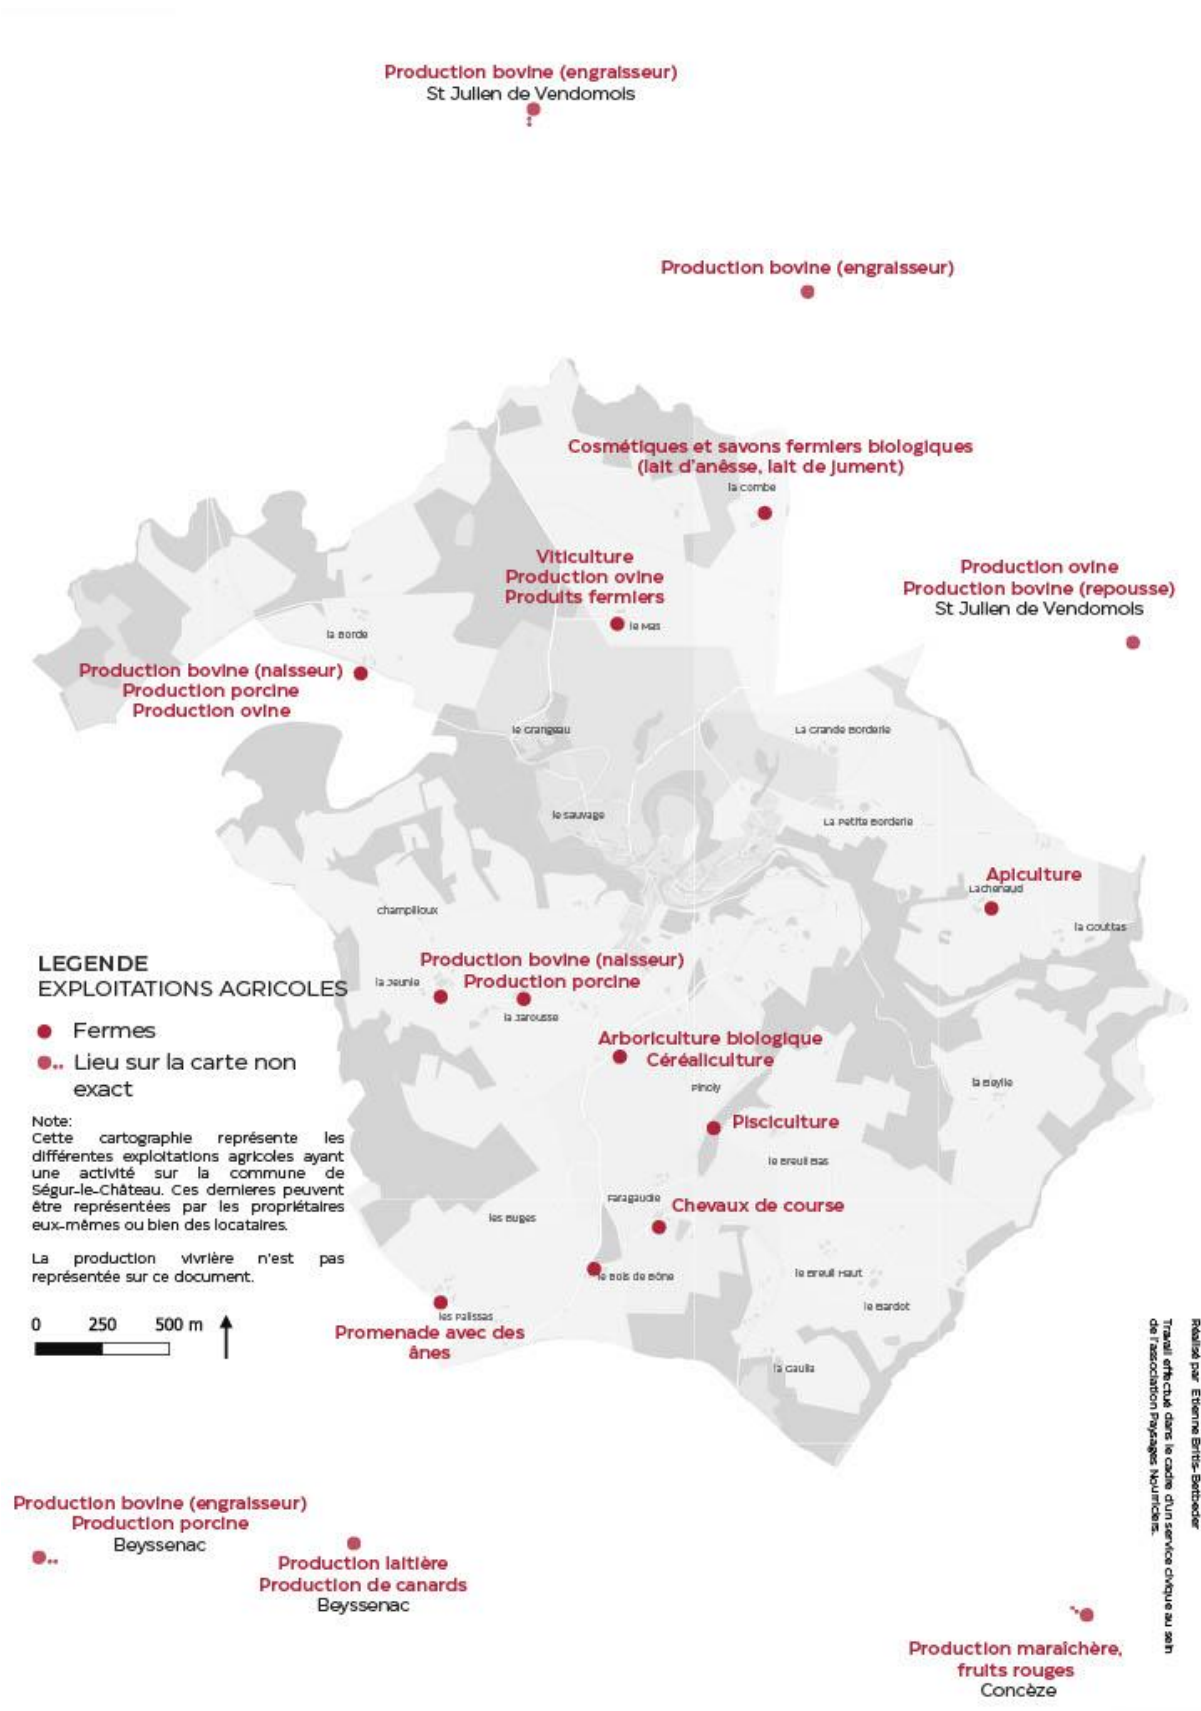 Production bovine (engraisseur)
St Julien de Vendomois
Production bovine (engraisseur)
Cosmétiques et savons fermiers biologiques
(lait d'anêsse, lait de jument)
la combe
Viticulture
Production ovine
Produits fermiers
le Mas
Production ovine
Production bovine (repousse)
St Julien de Vendomois
la Borde
Production bovine (naisseur)
Production porcine
Production ovine
le Grangeau
La Grande Borderie
le Sauvage
La Petite Borderie
Apiculture
Lachenaud
la Gouttas
champilloux
LEGENDE
EXPLOITATIONS AGRICOLES
Fermes
Lieu sur la carte non
exact
Production bovine (naisseur)
Production porcine
la Jeunie
la Jarousse
Arboriculture biologique
Céréaliculture
Pinoly
la Beylie
Pisciculture
le Breuil Bas
Note:
Cette cartographie représente les
différentes exploitations agricoles ayant
une activité sur la commune de
Ségur-le-Château. Ces dernieres peuvent
être représentées par les propriétaires
eux-mêmes ou bien des locataires.
La production vivrière n'est pas
représentée sur ce document.
Faragaudie
Chevaux de course
les Buges
le Bois de Bône
le Breuil Haut
le Bardot
0 250 500 m
les Palissas
Promenade avec des
ânes
la Gaulia
Réalisé par Etienne Britis-Betbeder
Travail effectué dans le cadre d'un service civique au sein
de l'association Paysages Nourriciers.
Production bovine (engraisseur)
Production porcine
Beyssenac
Production laitière
Production de canards
Beyssenac
Production maraîchère,
fruits rouges
Concèze